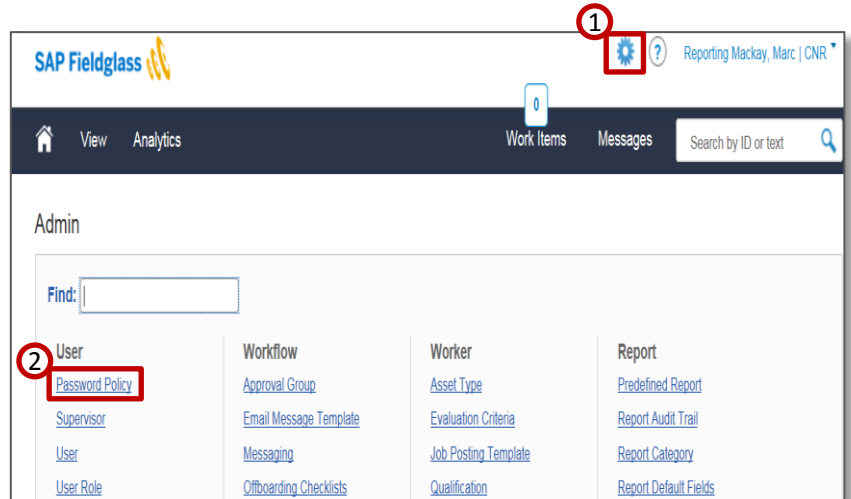 1
SAP Fieldglass
? Reporting Mackay, Marc | CNR
0
View Analytics Work Items Messages Search by ID or text
Admin
Find:
2
User Workflow Worker Report
Password Policy Approval Group Asset Type Predefined Report
Supervisor Email Message Template Evaluation Criteria Report Audit Trail
User Messaging Job Posting Template Report Category
User Role Offboarding Checklists Qualification Report Default Fields